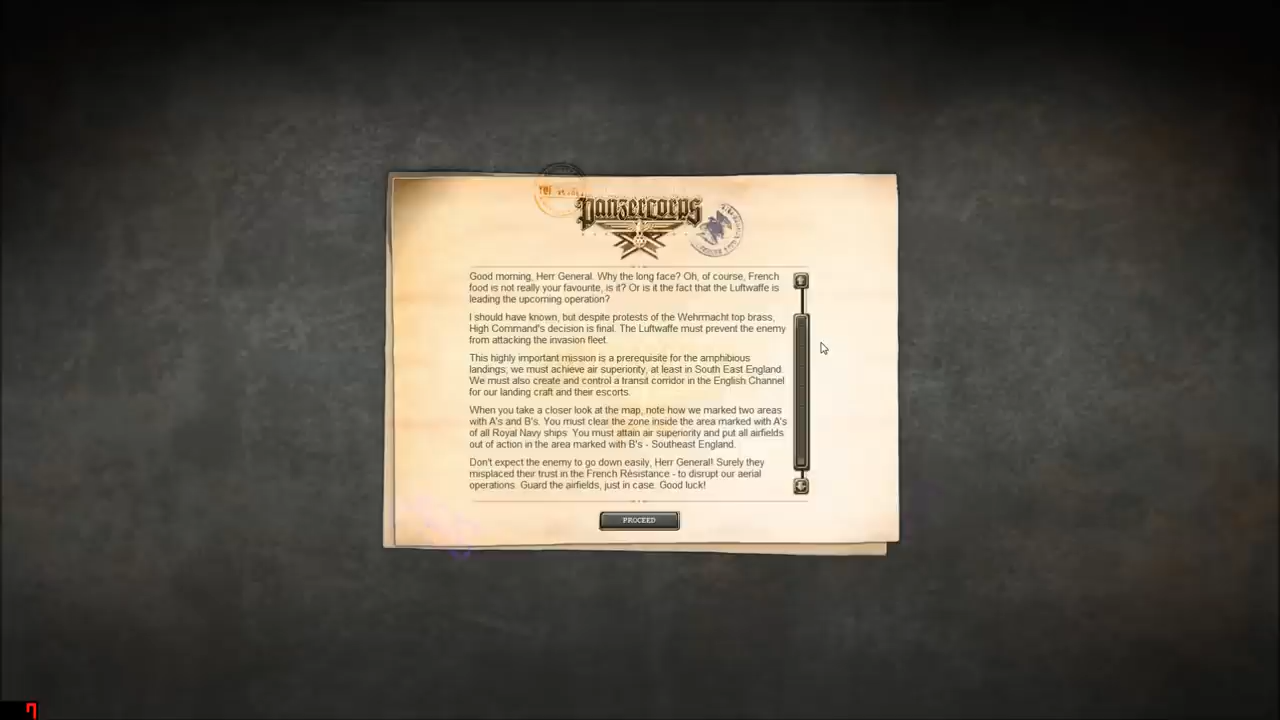 Panzercorps
Good morning, Herr General. Why the long face? Oh, of course, French
food is not really your favourite, is it? Or is it the fact that the Luftwaffe is
leading the upcoming operation?
I should have known, but despite protests of the Wehrmacht top brass,
High Command's decision is final. The Luftwaffe must prevent the enemy
from attacking the invasion fleet.
This highly important mission is a prerequisite for the amphibious
landings; we must achieve air superiority, at least in South East England.
We must also create and control a transit corridor in the English Channel
for our landing craft and their escorts.
When you take a closer look at the map, note how we marked two areas
with A's and B's. You must clear the zone inside the area marked with A's
of all Royal Navy ships. You must attain air superiority and put all airfields
out of action in the area marked with B's - Southeast England.
Don't expect the enemy to go down easily, Herr General! Surely they
misplaced their trust in the French Résistance - to disrupt our aerial
operations. Guard the airfields, just in case. Good luck!
PROCEED